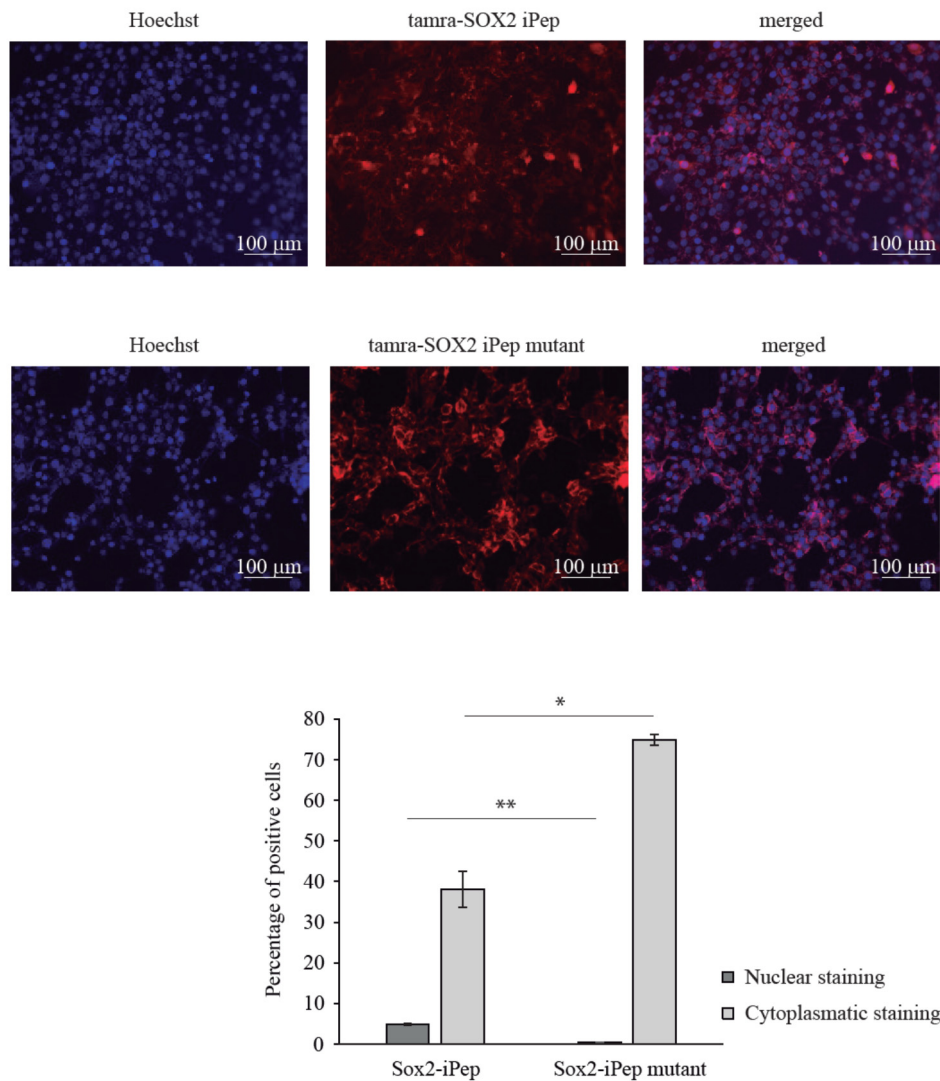 Hoechst tamra-SOX2 iPep merged
100 µm 100 µm 100 µm
Hoechst tamra-SOX2 iPep mutant merged
100 µm 100 µm 100 µm
Percentage of positive cells
80
70
60
50
40
30
20
10
0
*
**
Nuclear staining
Cytoplasmatic staining
Sox2-iPep Sox2-iPep mutant